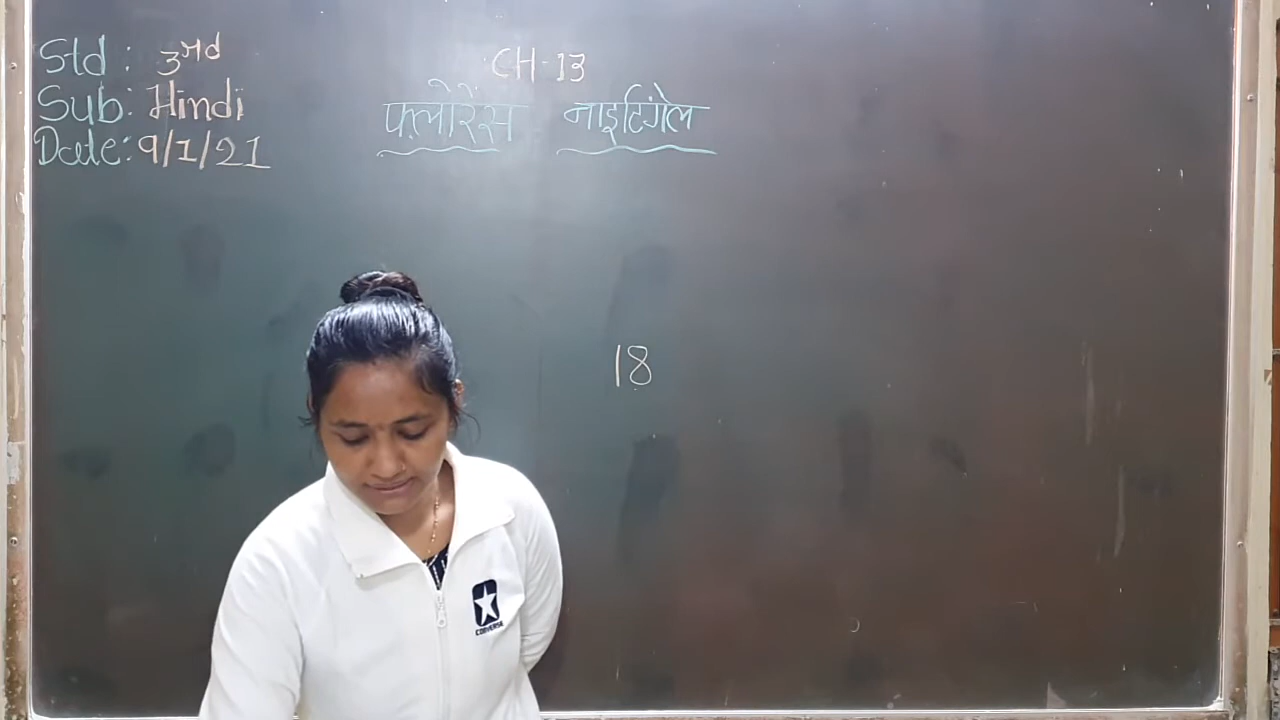 Std : 3rd
Sub: Hindi
Date: 9/1/21
CH-13
फ्लोरेंस नाइटिंगेल
18
CONVERSE